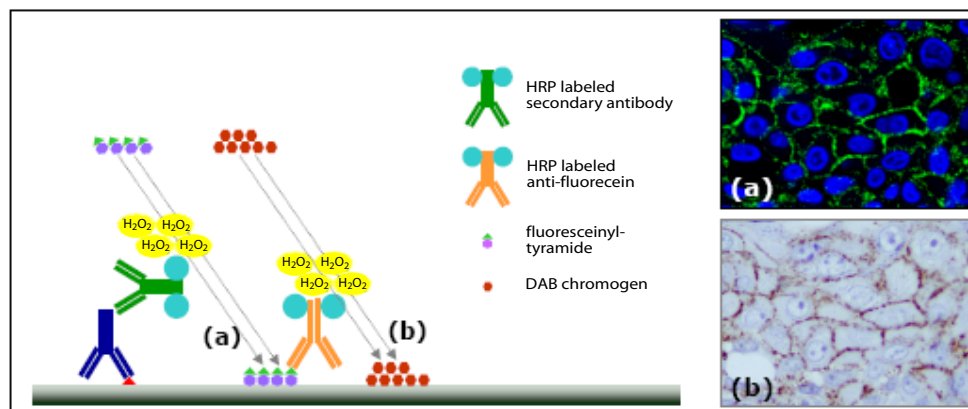 HRP labeled
secondary antibody
HRP labeled
anti-fluorecein
fluoresceinyl-
tyramide
DAB chromogen
H₂O₂
H₂O₂
H₂O₂
H₂O₂
(a)
H₂O₂
H₂O₂
H₂O₂
H₂O₂
(b)
(a)
(b)